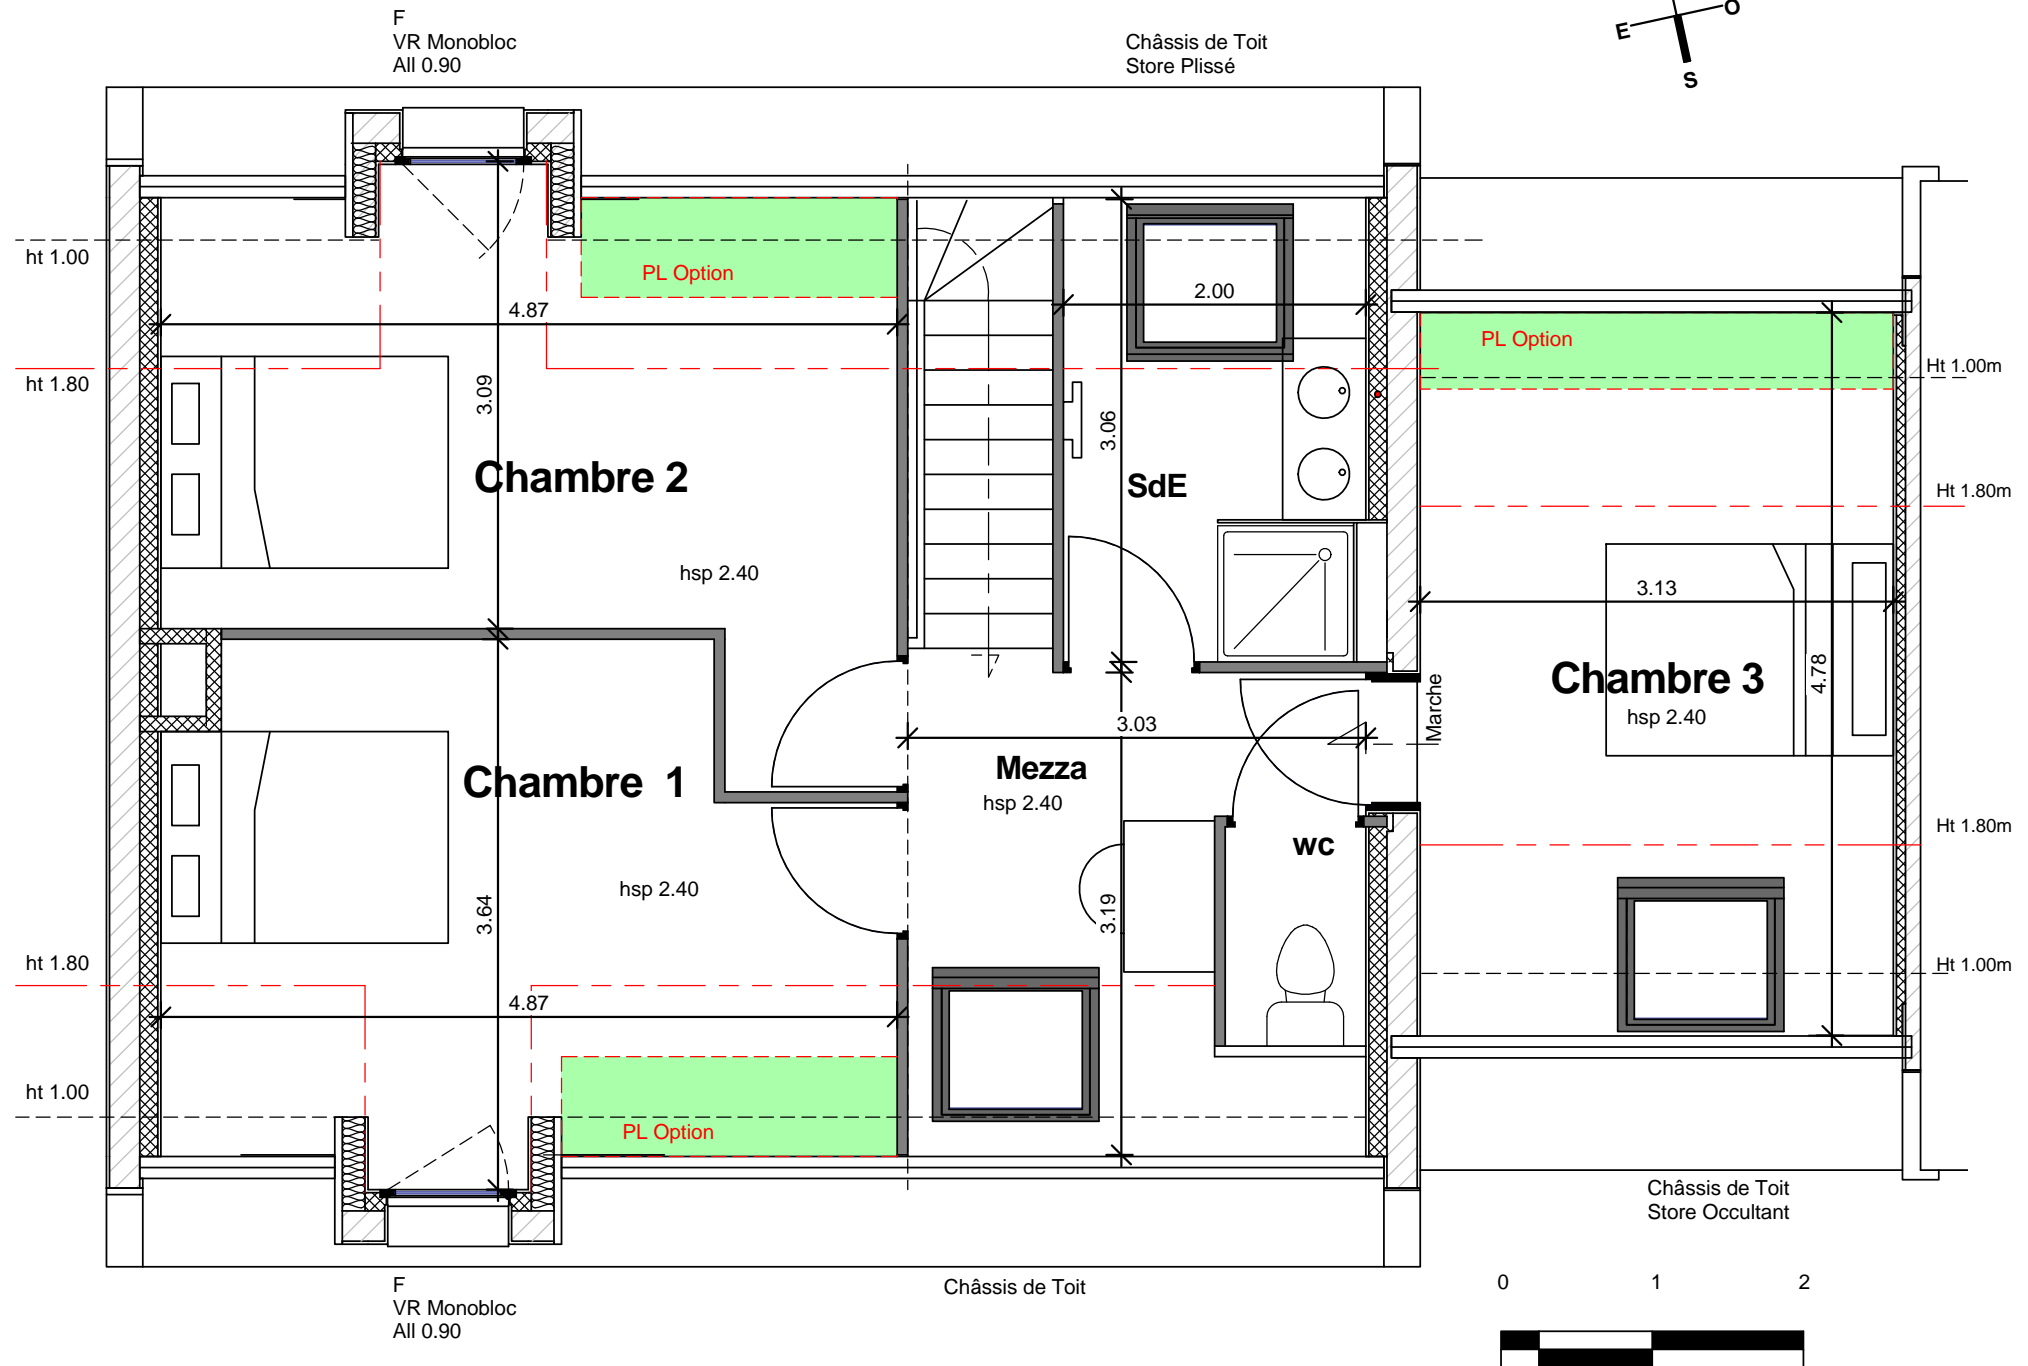 F
VR Monobloc
All 0.90
Châssis de Toit
Store Plissé
E
O
S
ht 1.00
PL Option
4.87
2.00
PL Option
Ht 1.00m
ht 1.80
3.09
3.06
Chambre 2
SdE
Ht 1.80m
hsp 2.40
3.13
Chambre 3
hsp 2.40
4.78
Marche
3.03
Mezza
hsp 2.40
Chambre 1
wc
Ht 1.80m
hsp 2.40
3.64
3.19
ht 1.80
Ht 1.00m
4.87
ht 1.00
PL Option
Châssis de Toit
Store Occultant
F
VR Monobloc
All 0.90
Châssis de Toit
0 1 2